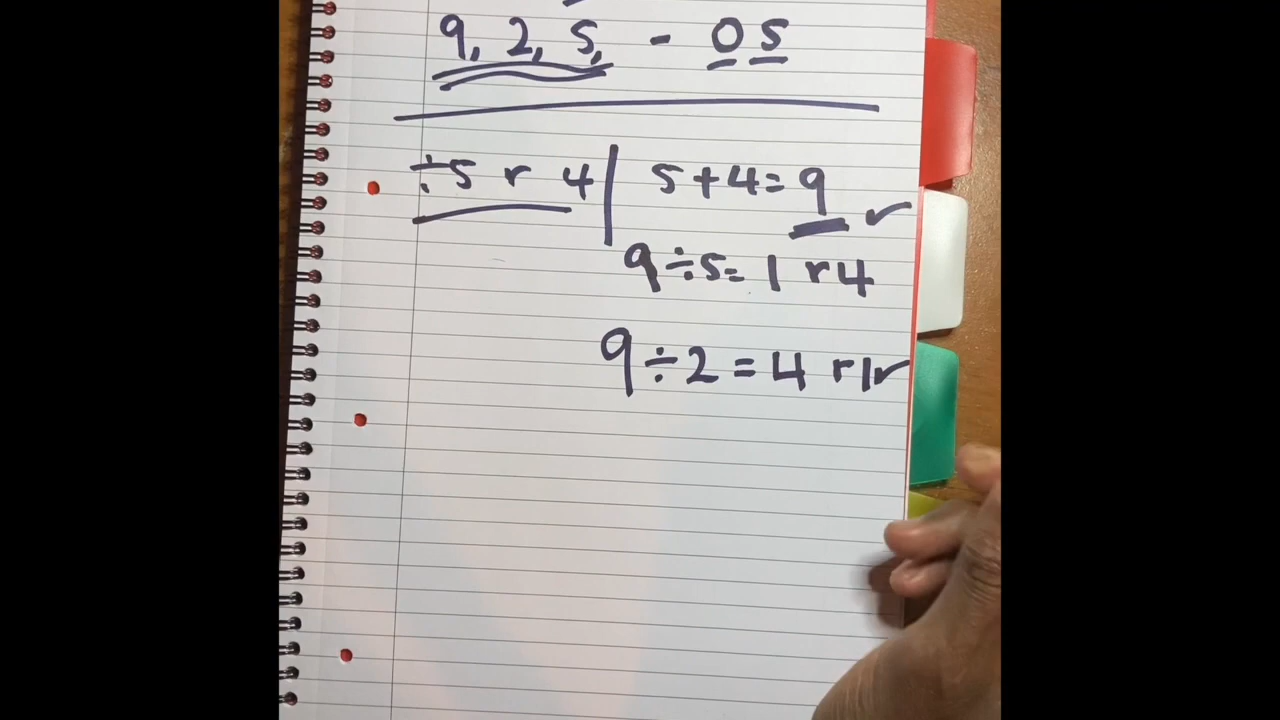 9, 2, 5, - 05
÷5 r 4 | 5+4=9 ✓
9÷5= 1 r4
9÷2=4 r1✓